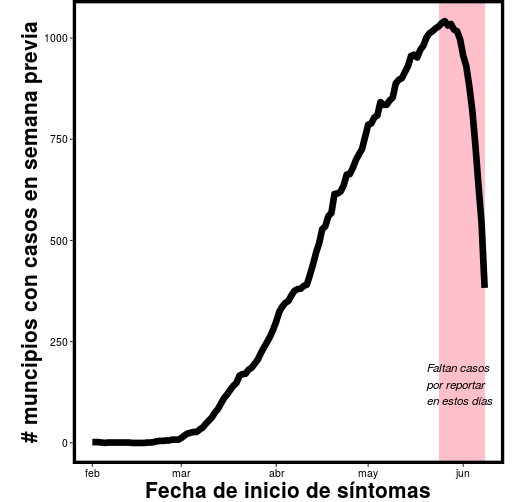 # muncipios con casos en semana previa
1000
750
500
250
0
Faltan casos
por reportar
en estos días
feb mar abr may jun
Fecha de inicio de síntomas